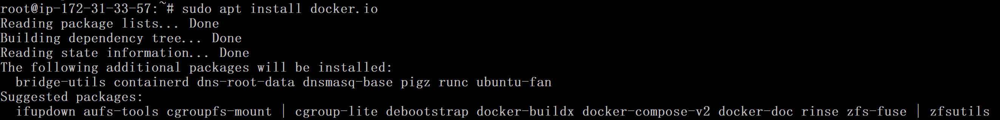 root@ip-172-31-33-57:~# sudo apt install docker.io
Reading package lists... Done
Building dependency tree... Done
Reading state information... Done
The following additional packages will be installed:
  bridge-utils containerd dns-root-data dnsmasq-base pigz runc ubuntu-fan
Suggested packages:
  ifupdown aufs-tools cgroupfs-mount | cgroup-lite debootstrap docker-buildx docker-compose-v2 docker-doc rinse zfs-fuse | zfsutils